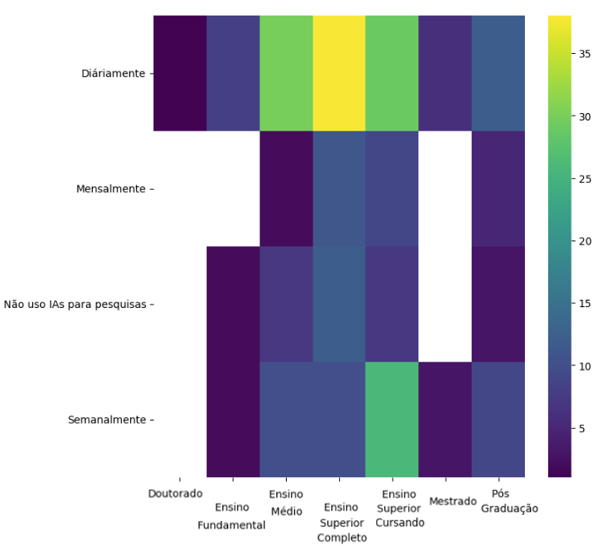 Diáriamente
Mensalmente
Não uso IAs para pesquisas
Semanalmente
35
30
25
20
15
10
5
Doutorado
Ensino
Fundamental
Ensino
Médio
Ensino
Superior
Completo
Ensino
Superior
Cursando
Mestrado
Pós
Graduação